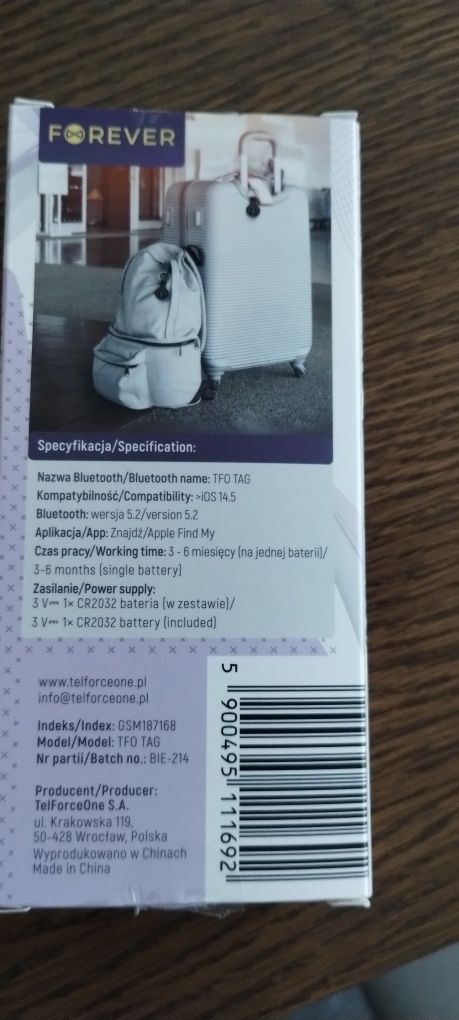 FOREVER
Specyfikacja/Specification:
Nazwa Bluetooth/Bluetooth name: TFO TAG
Kompatybilność/Compatibility: >iOS 14.5
Bluetooth: wersja 5.2/version 5.2
Aplikacja/App: Znajdź/Apple Find My
Czas pracy/Working time: 3 - 6 miesięcy (na jednej baterii)/
3-6 months (single battery)
Zasilanie/Power supply:
3 V⎓ 1× CR2032 bateria (w zestawie)/
3 V⎓ 1× CR2032 battery (included)
www.telforceone.pl
info@telforceone.pl
Indeks/Index: GSM187168
Model/Model: TFO TAG
Nr partii/Batch no.: BIE-214
Producent/Producer:
TelForceOne S.A.
ul. Krakowska 119,
50-428 Wrocław, Polska
Wyprodukowano w Chinach
Made in China
5 900495 111692